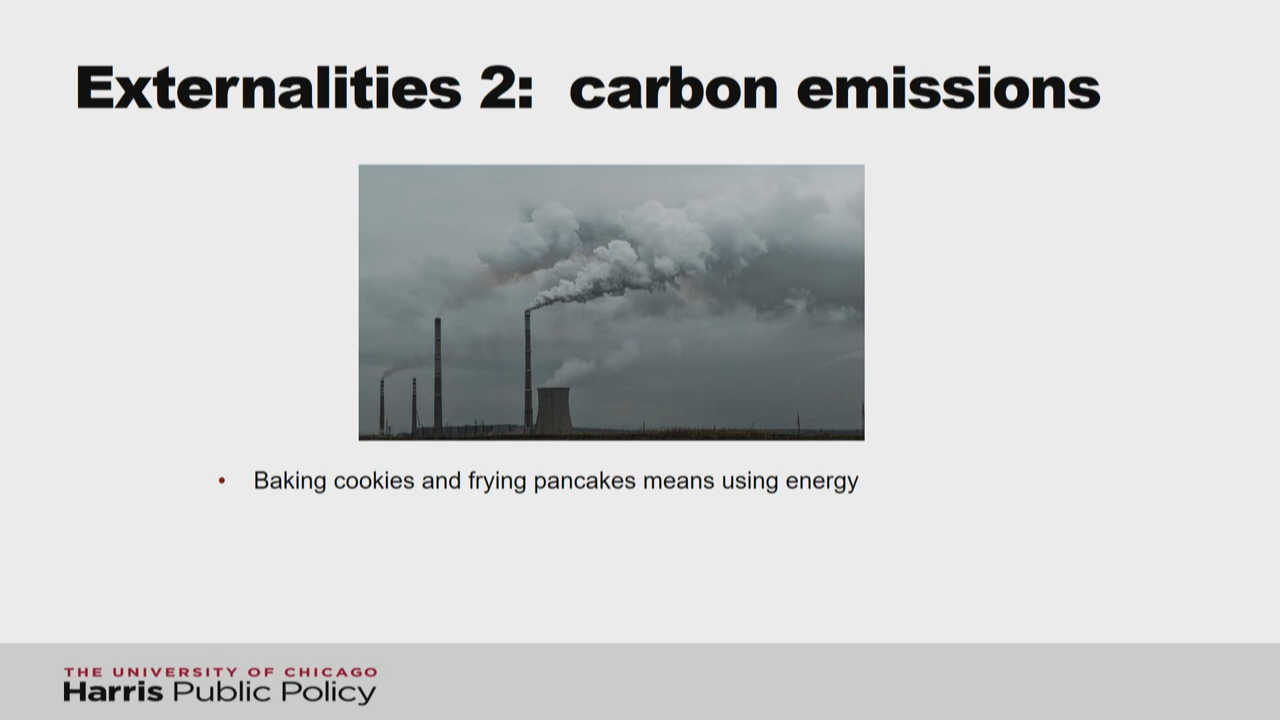 Externalities 2: carbon emissions
• Baking cookies and frying pancakes means using energy
THE UNIVERSITY OF CHICAGO
Harris Public Policy